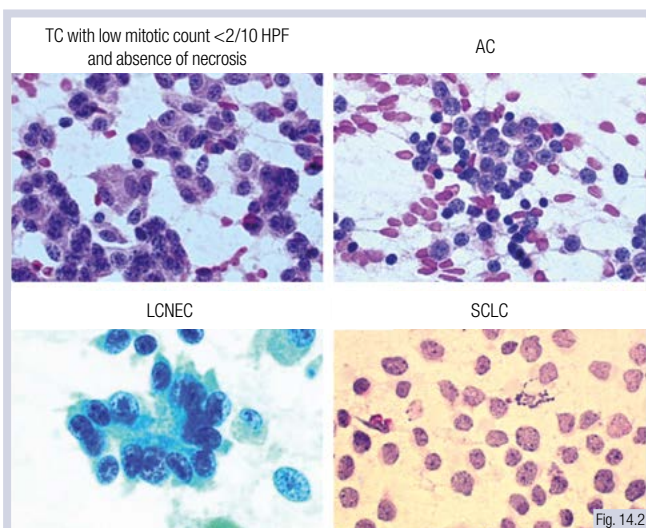 TC with low mitotic count <2/10 HPF
and absence of necrosis
AC
LCNEC
SCLC
Fig. 14.2